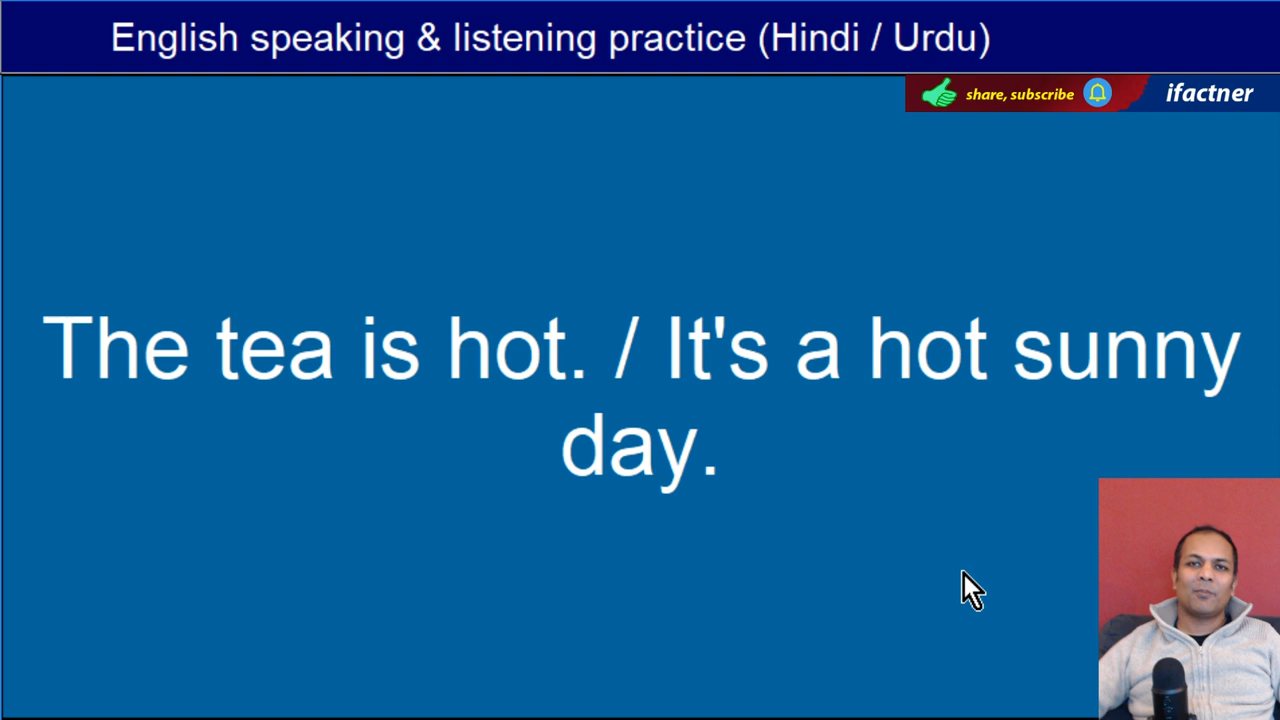 English speaking & listening practice (Hindi / Urdu)
share, subscribe
ifactner
The tea is hot. / It's a hot sunny
day.